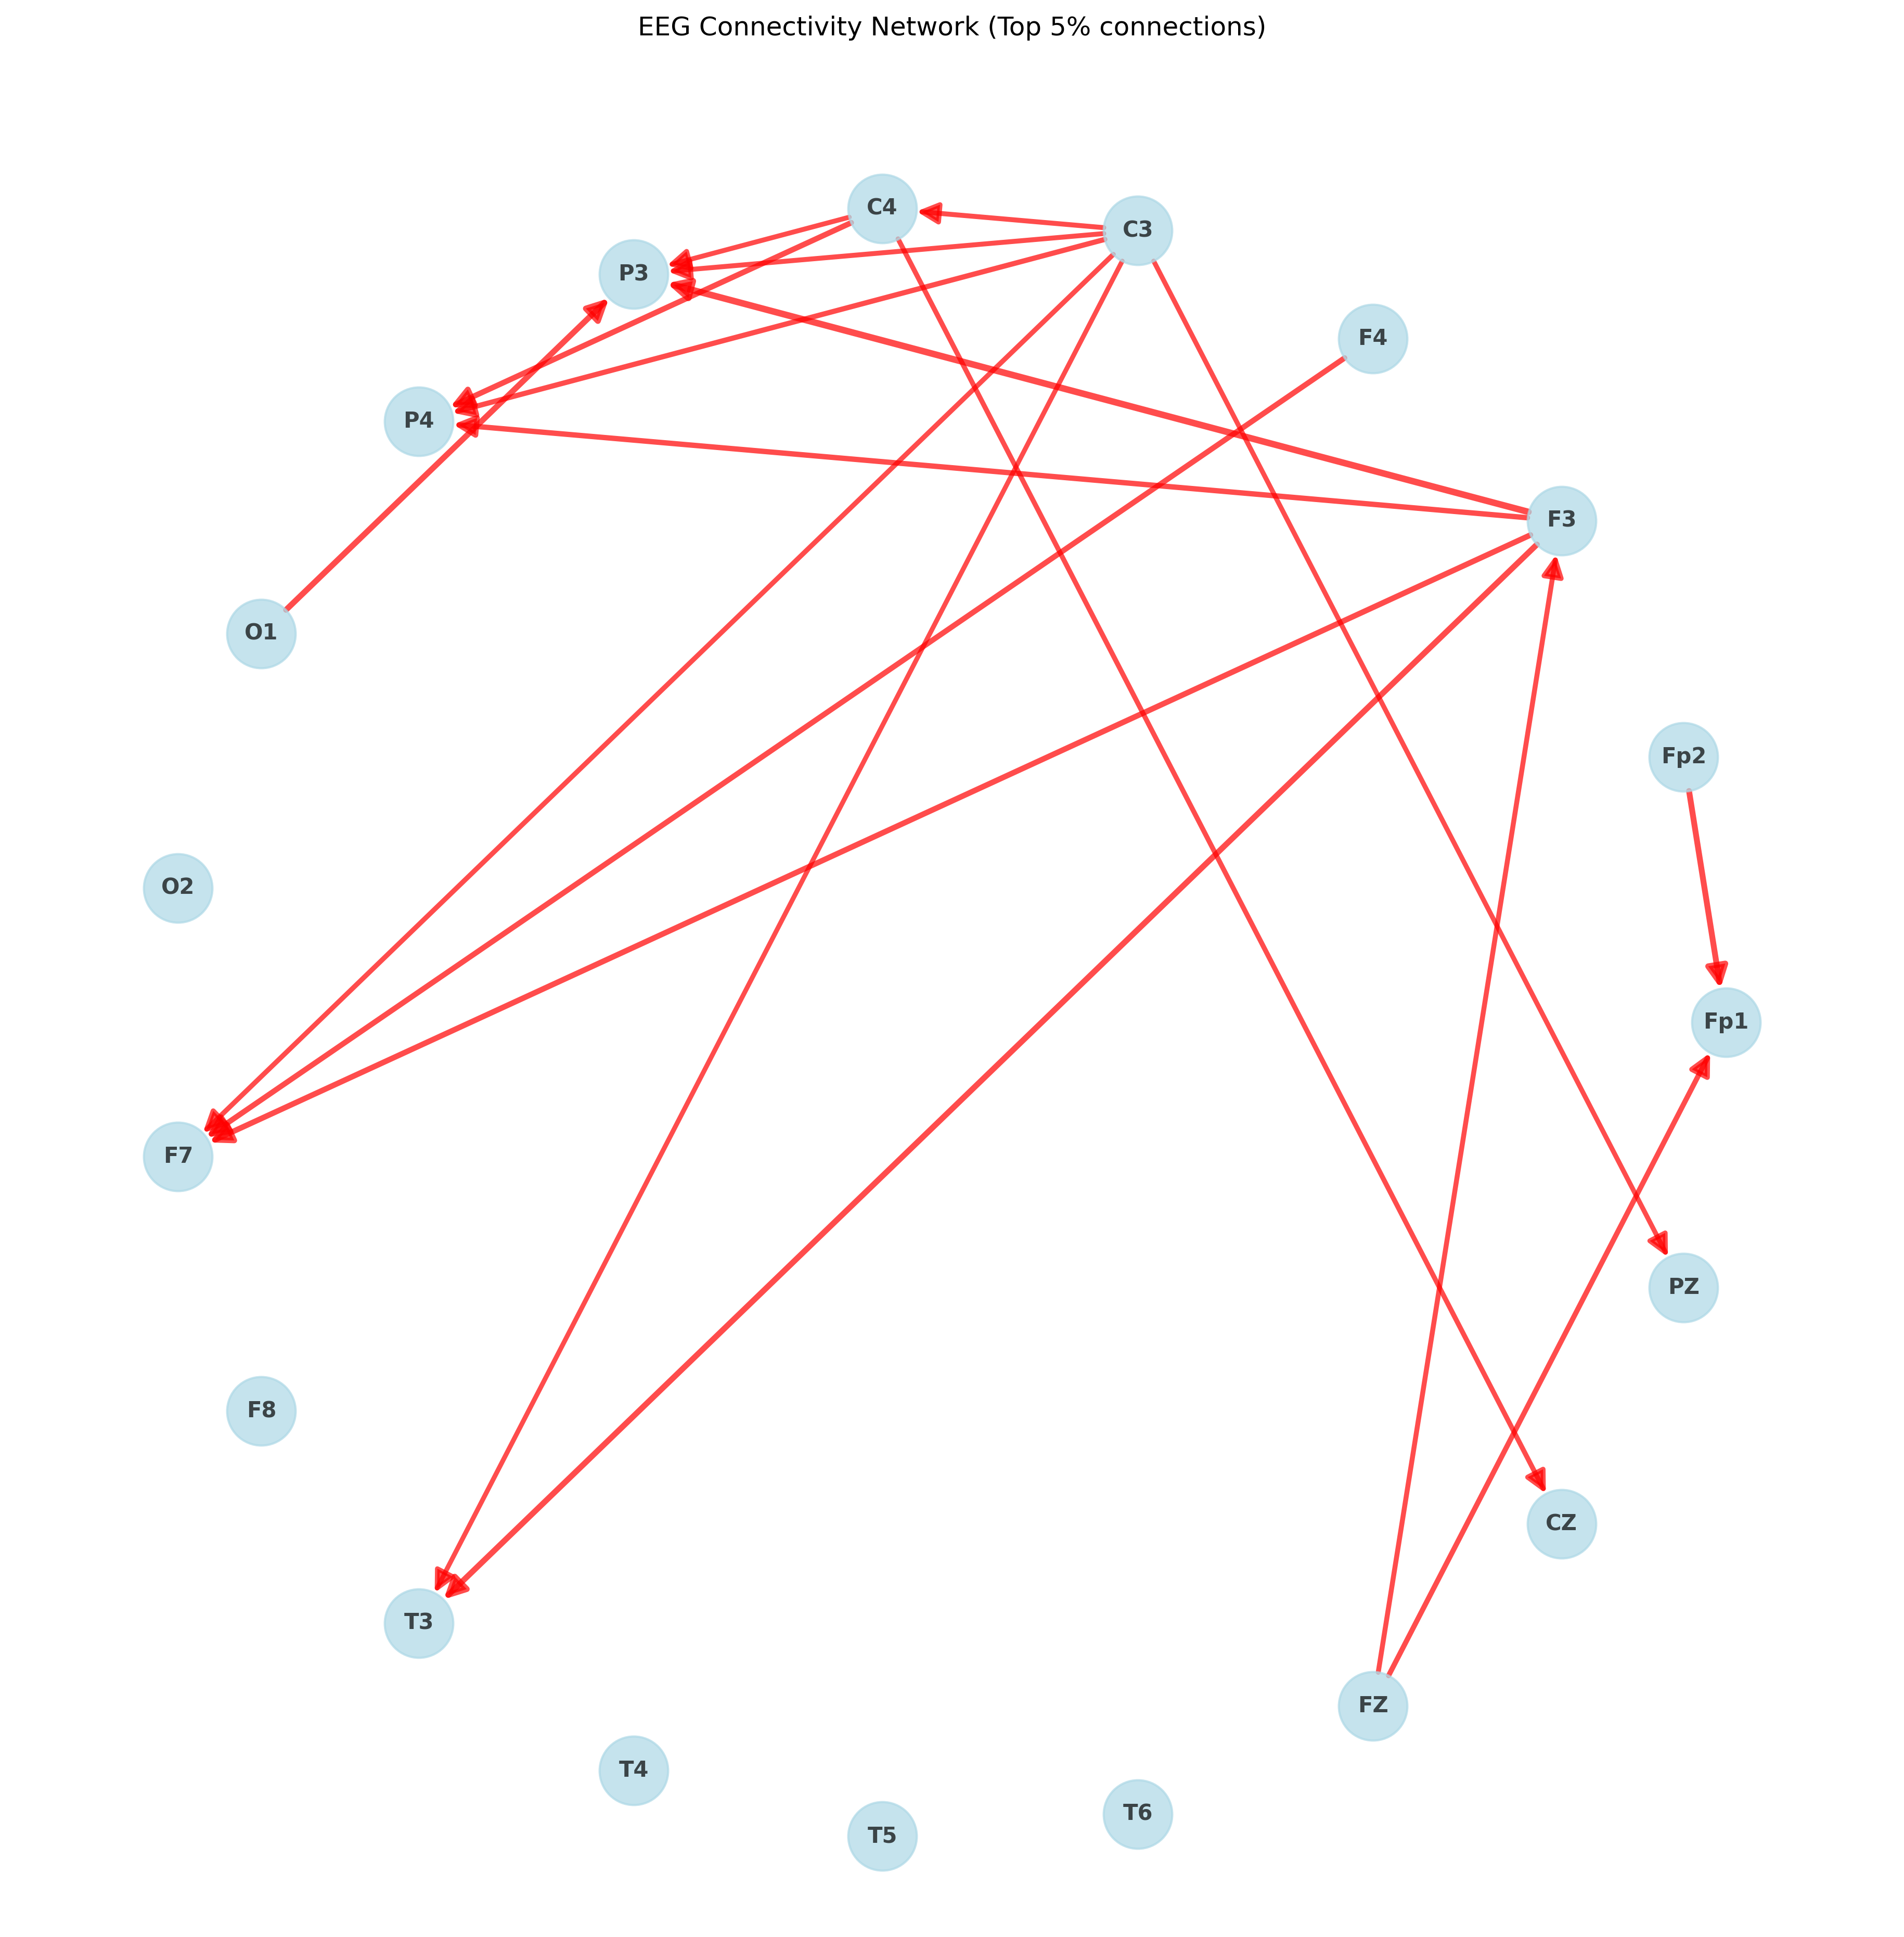 EEG Connectivity Network (Top 5% connections)
C4
C3
P3
F4
P4
F3
O1
Fp2
O2
Fp1
F7
PZ
F8
CZ
T3
FZ
T4
T6
T5